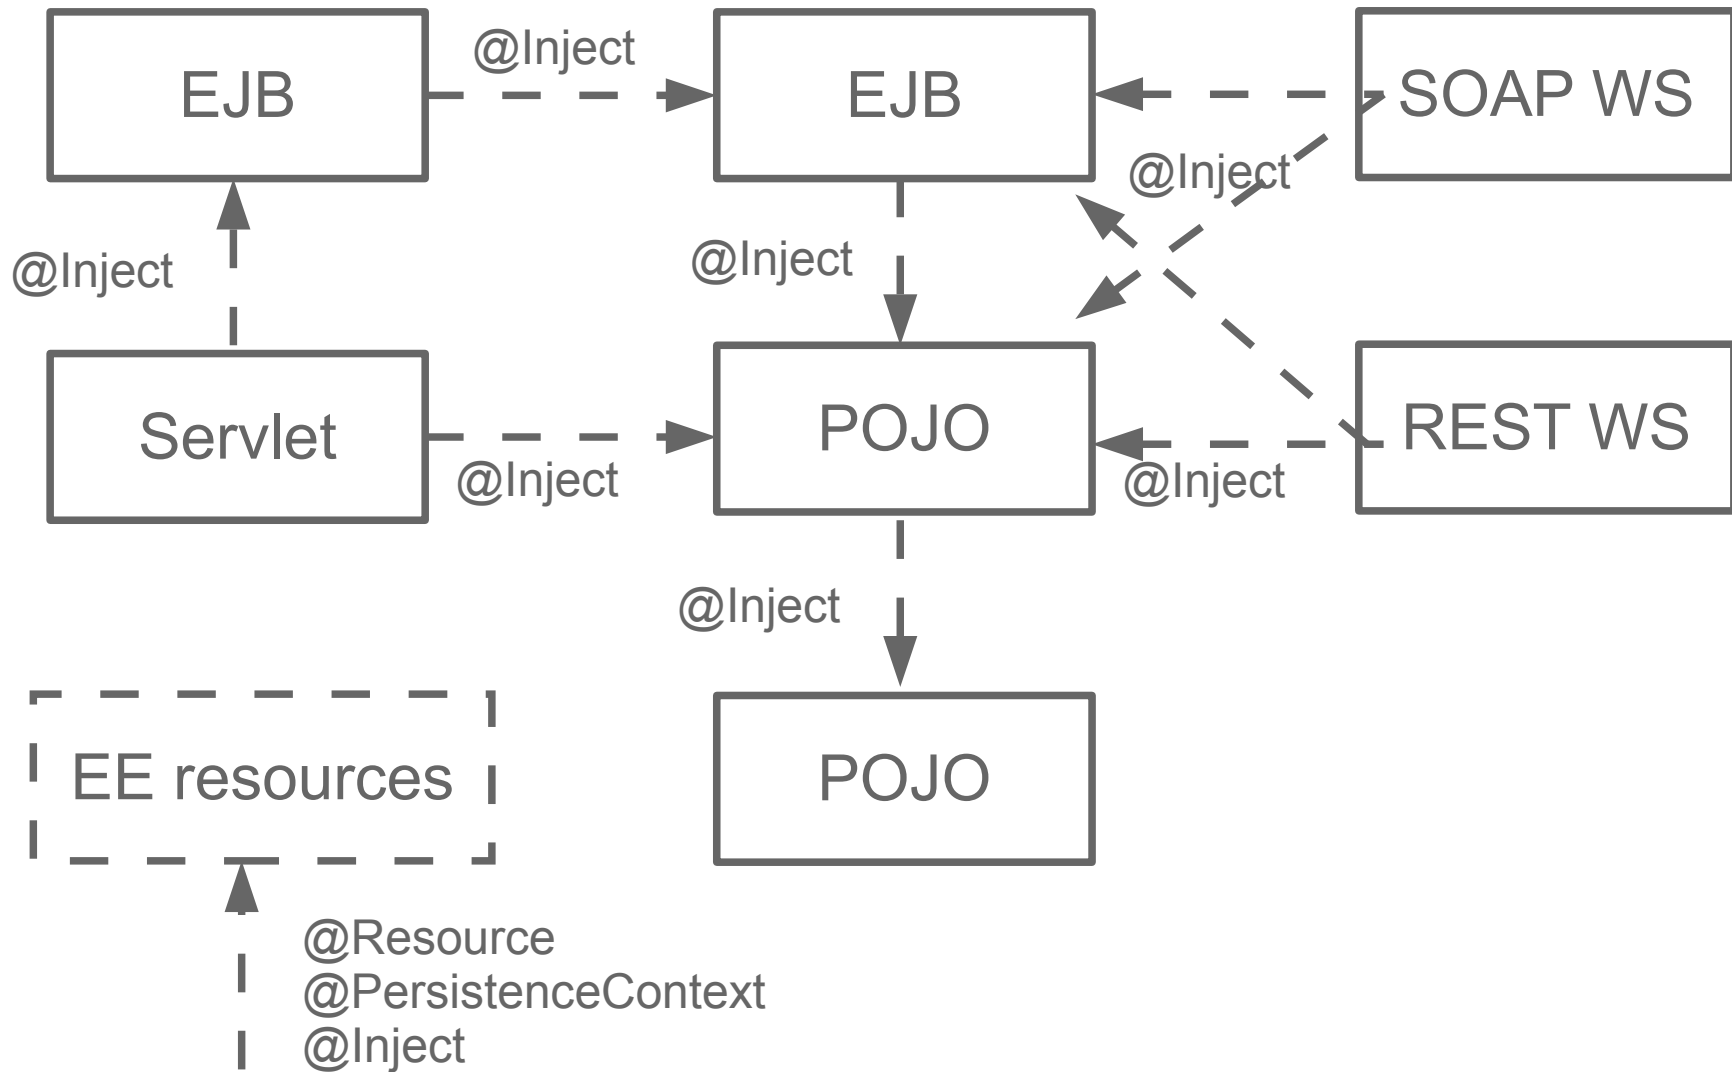 @Inject
EJB
EJB
SOAP WS
@Inject
@Inject
@Inject
Servlet
POJO
REST WS
@Inject
@Inject
@Inject
EE resources
POJO
@Resource
@PersistenceContext
@Inject